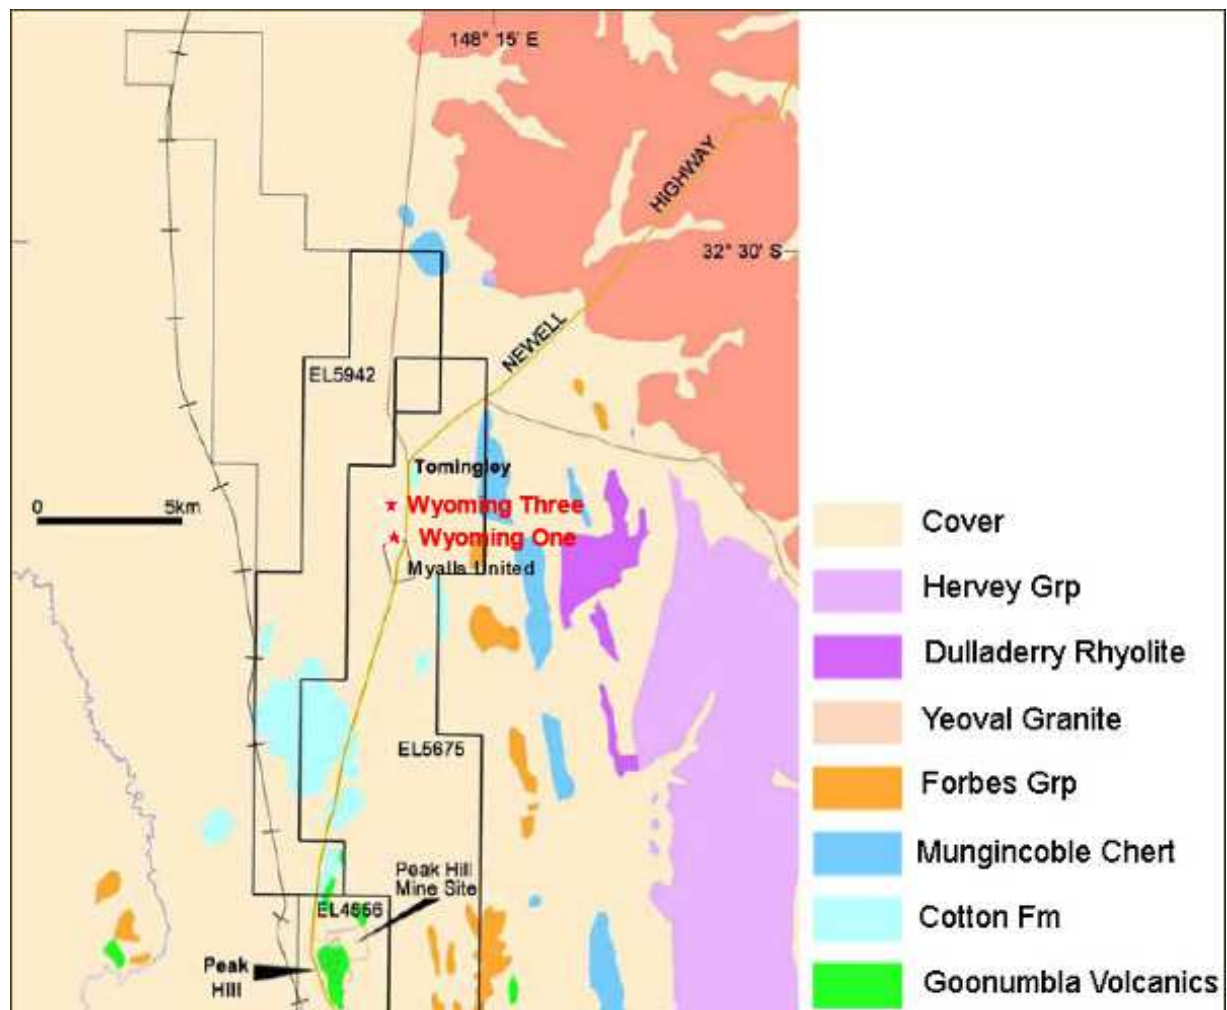 148° 15' E
HIGHWAY
32° 30' S
NEWELL
EL5942
Tomingley
0 5km
Wyoming Three
Wyoming One
Myalls United
EL5675
Peak Hill
Mine Site
EL4556
Peak
Hill
Cover
Hervey Grp
Dulladerry Rhyolite
Yeoval Granite
Forbes Grp
Mungincoble Chert
Cotton Fm
Goonumbla Volcanics